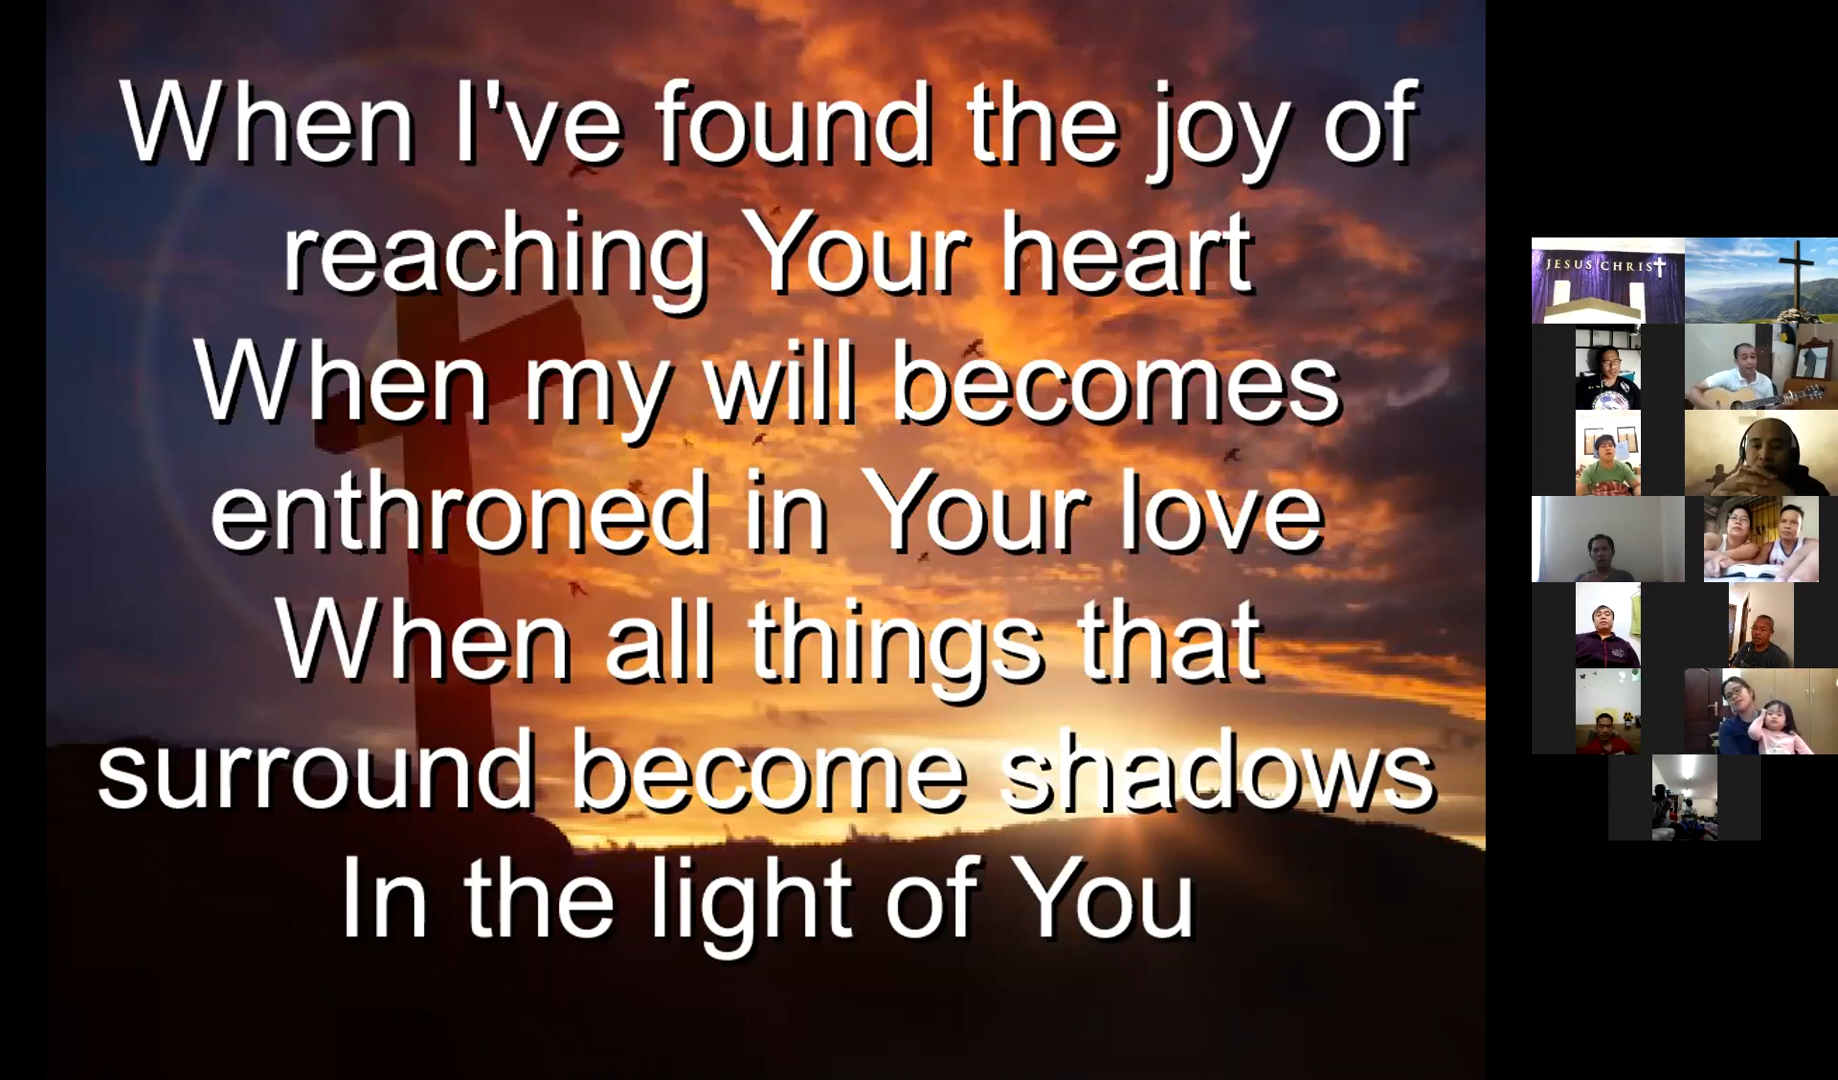 When I've found the joy of
reaching Your heart
When my will becomes
enthroned in Your love
When all things that
surround become shadows
In the light of You
JESUS CHRIST